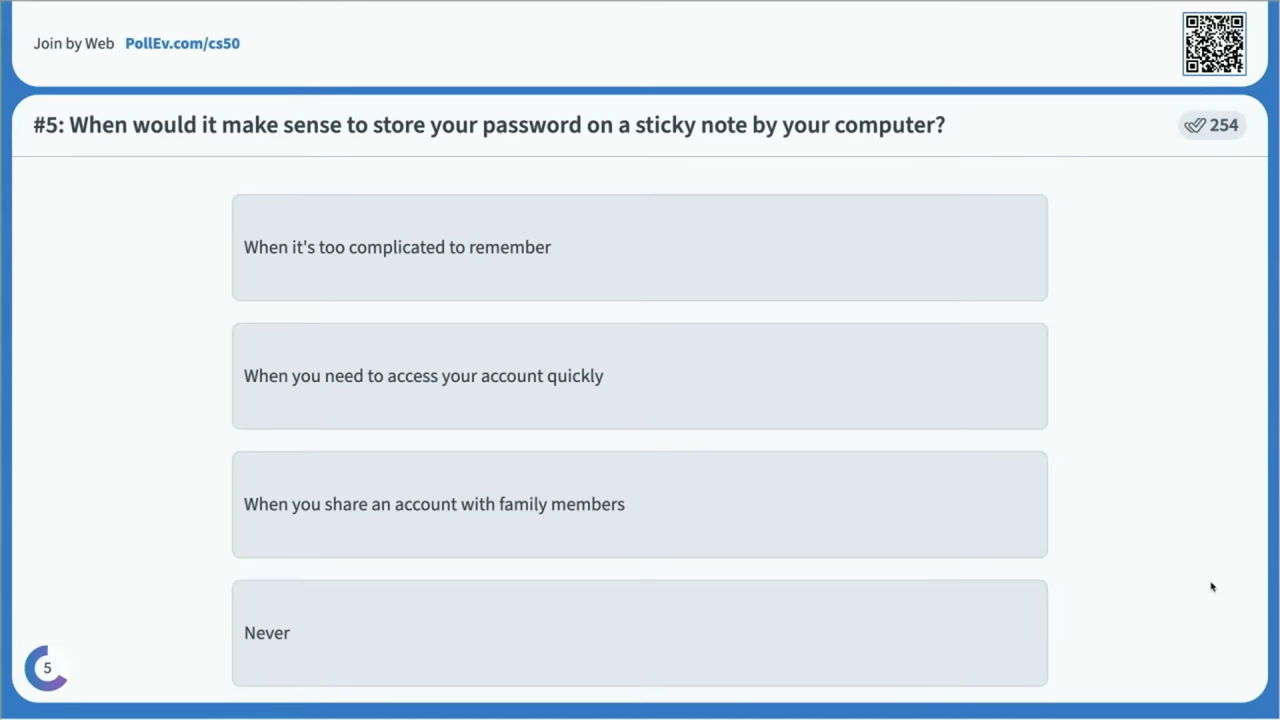 Join by Web PollEv.com/cs50
#5: When would it make sense to store your password on a sticky note by your computer?
254
When it's too complicated to remember
When you need to access your account quickly
When you share an account with family members
Never
5